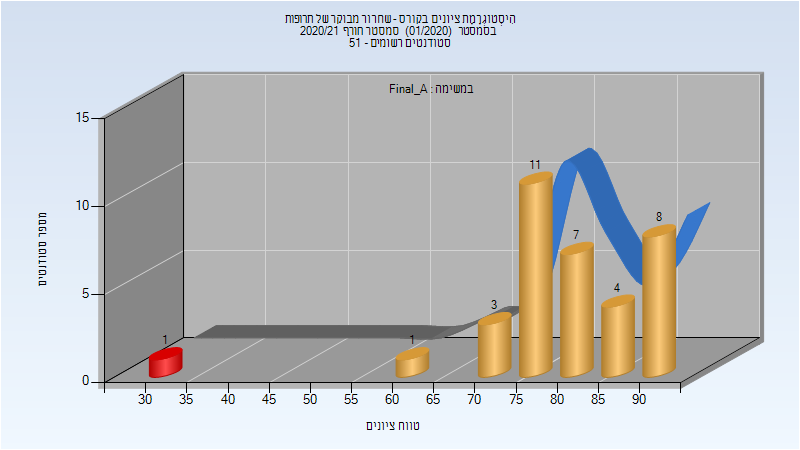 היסטוגרמת ציונים בקורס - שחרור מבוקר של תרופות
בסמסטר (01/2020) סמסטר חורף 2020/21
סטודנטים רשומים - 51
במשימה : Final_A
מספר סטודנטים
15
10
5
0
1
1
3
11
7
4
8
30 35 40 45 50 55 60 65 70 75 80 85 90
טווח ציונים